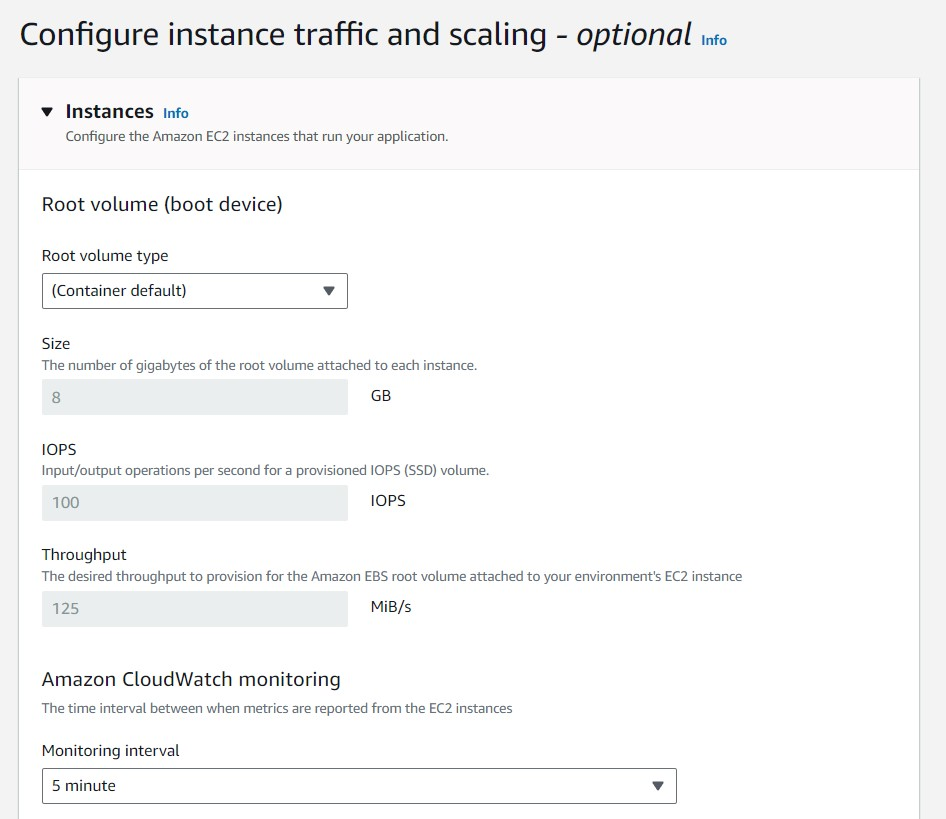 Configure instance traffic and scaling - optional Info
Instances Info
Configure the Amazon EC2 instances that run your application.
Root volume (boot device)
Root volume type
(Container default)
Size
The number of gigabytes of the root volume attached to each instance.
8 GB
IOPS
Input/output operations per second for a provisioned IOPS (SSD) volume.
100 IOPS
Throughput
The desired throughput to provision for the Amazon EBS root volume attached to your environment's EC2 instance
125 MiB/s
Amazon CloudWatch monitoring
The time interval between when metrics are reported from the EC2 instances
Monitoring interval
5 minute